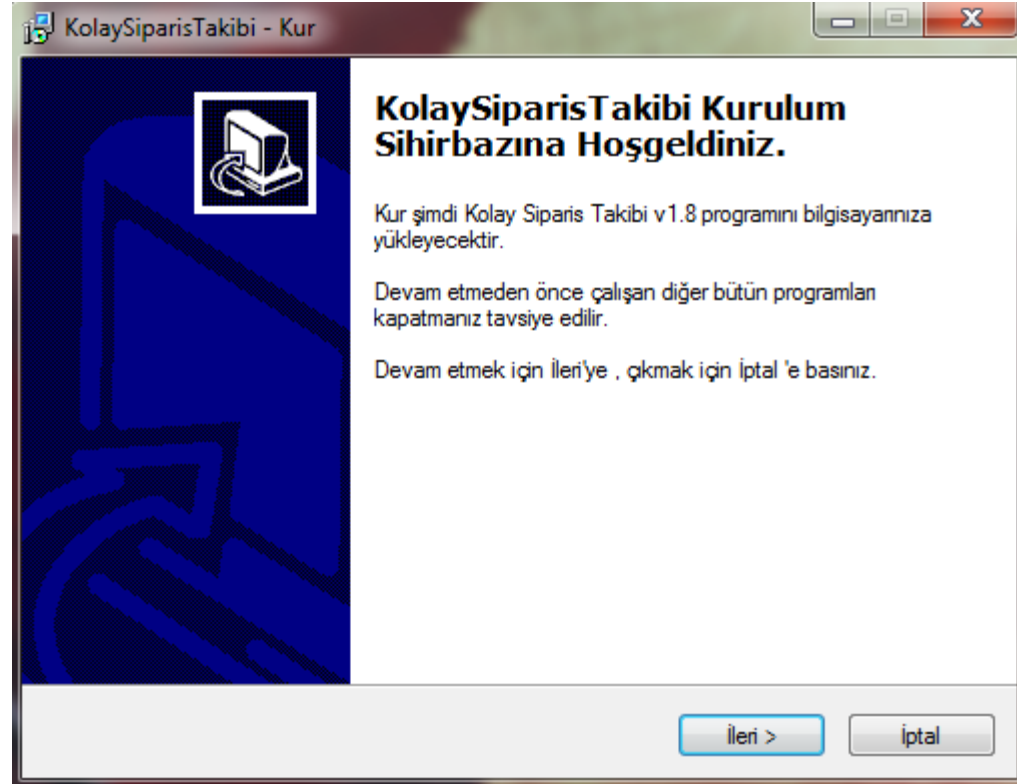 KolaySiparisTakibi - Kur
KolaySiparisTakibi Kurulum
Sihirbazına Hoşgeldiniz.
Kur şimdi Kolay Siparis Takibi v1.8 programını bilgisayarınıza
yükleyecektir.
Devam etmeden önce çalışan diğer bütün programları
kapatmanız tavsiye edilir.
Devam etmek için İleri'ye , çıkmak için İptal 'e basınız.
İleri >
İptal